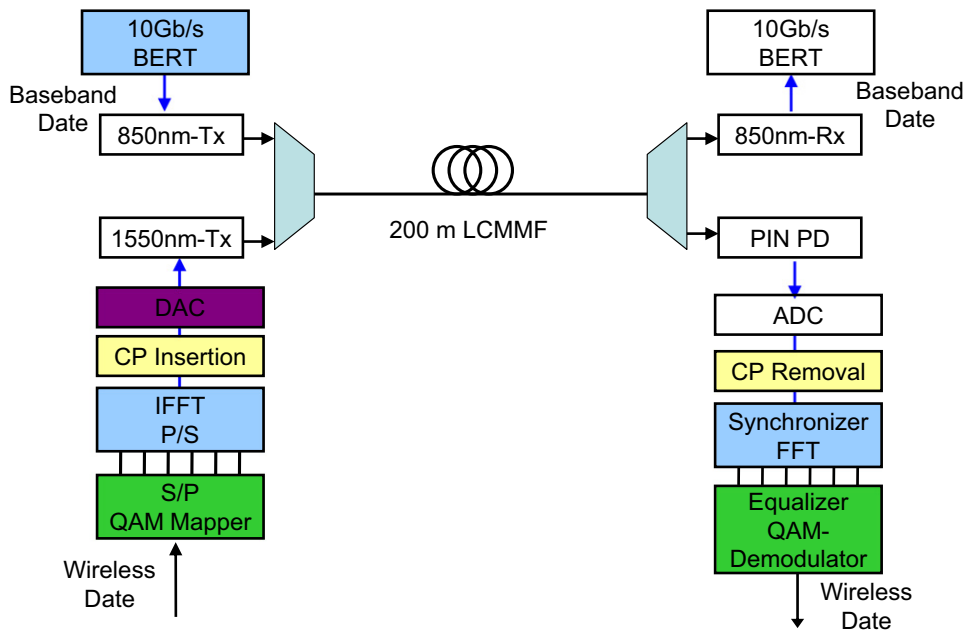 10Gb/s
BERT
Baseband
Date
850nm-Tx
1550nm-Tx
DAC
CP Insertion
IFFT
P/S
S/P
QAM Mapper
Wireless
Date
200 m LCMMF
10Gb/s
BERT
Baseband
Date
850nm-Rx
PIN PD
ADC
CP Removal
Synchronizer
FFT
Equalizer
QAM-
Demodulator
Wireless
Date